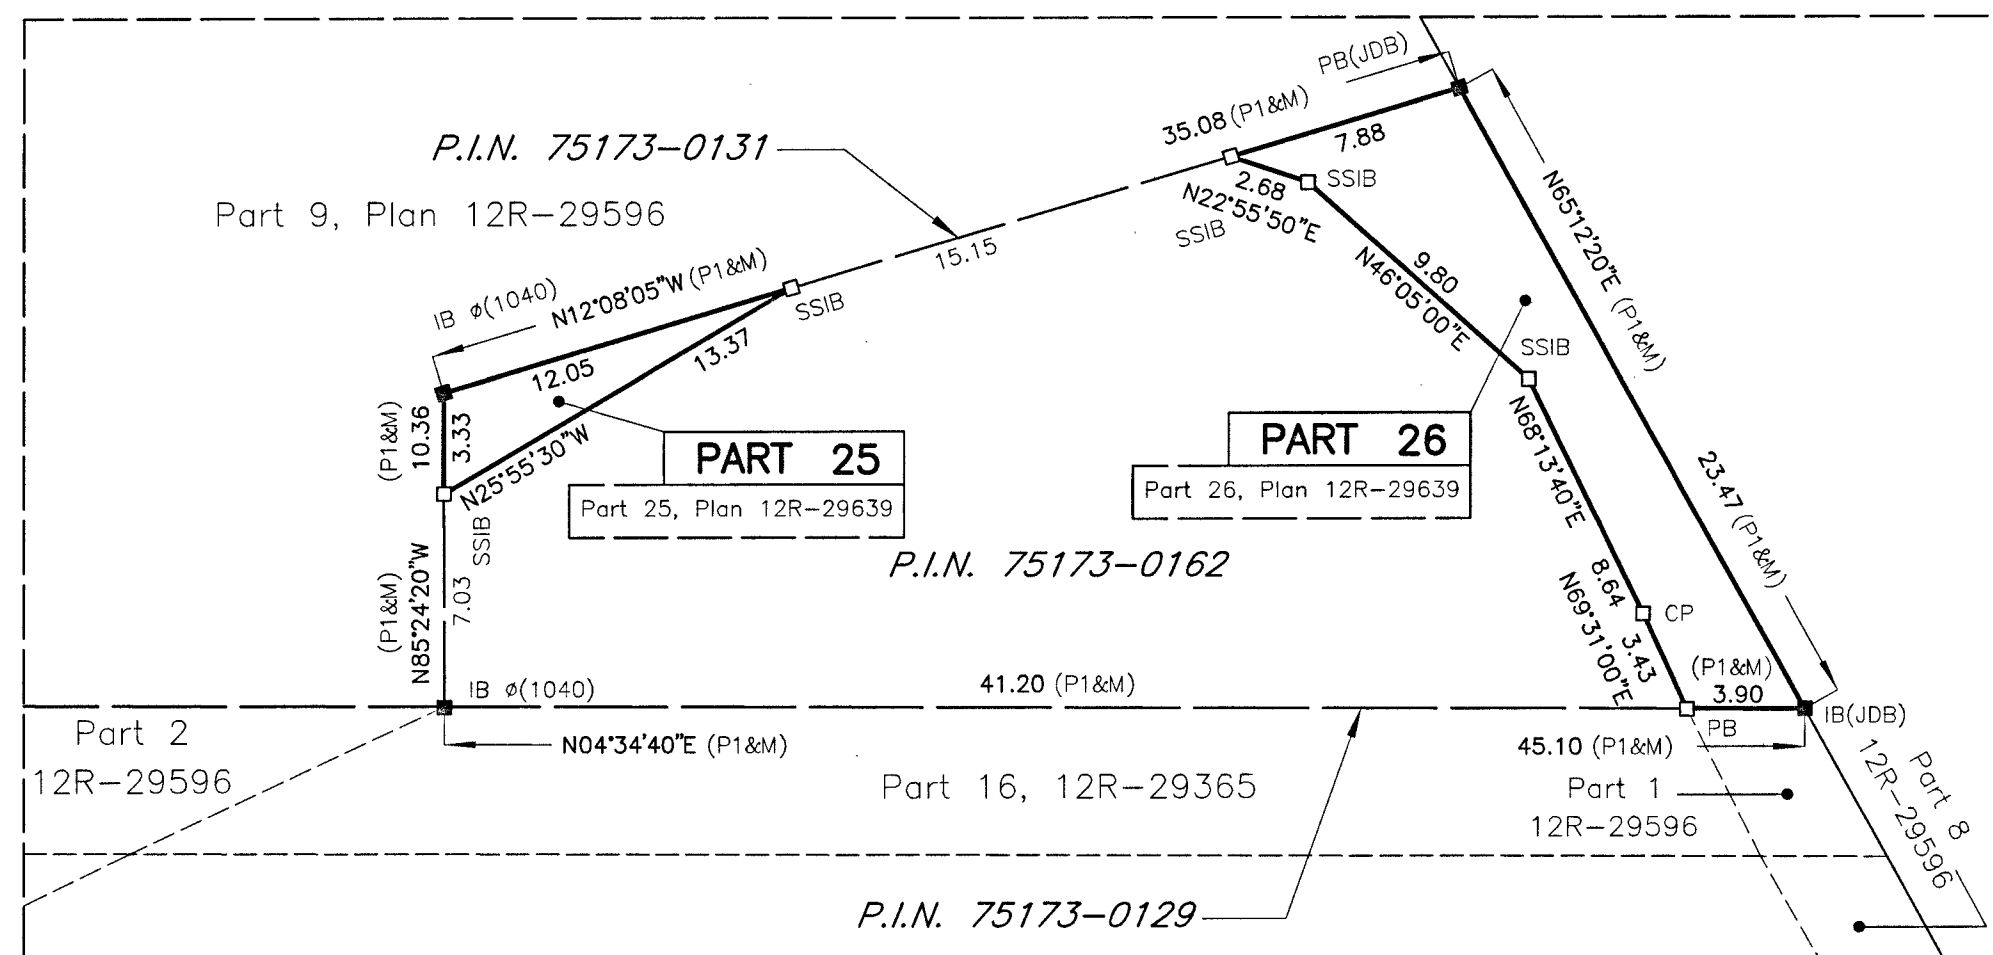 PB(JDB)
35.08 (P1&M)
7.88
P.I.N. 75173-0131
Part 9, Plan 12R-29596
2.68
SSIB
N22°55'50"E
SSIB
15.15
N65°12'20"E (P1&M)
9.80
N46°05'00"E
IB ø(1040)
N12°08'05"W (P1&M)
SSIB
13.37
12.05
SSIB
(P1&M)
10.36
3.33
N25°55'30"W
PART 25
Part 25, Plan 12R-29639
PART 26
Part 26, Plan 12R-29639
N68°13'40"E
23.47 (P1&M)
SSIB
P.I.N. 75173-0162
(P1&M)
N85°24'20"W
7.03
8.64
N69°31'00"E
CP
3.43
(P1&M)
3.90
IB ø(1040)
41.20 (P1&M)
IB(JDB)
PB
Part 2
12R-29596
N04°34'40"E (P1&M)
45.10 (P1&M)
Part 16, 12R-29365
Part 1
12R-29596
Part 8
12R-29596
P.I.N. 75173-0129